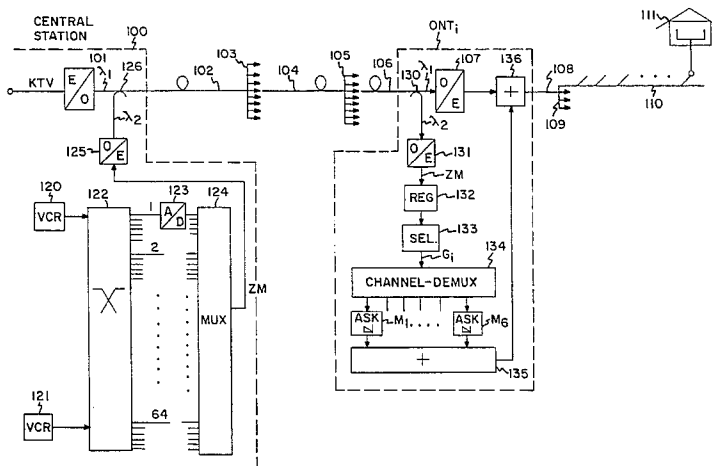 CENTRAL
STATION
100
ONTi
111
KTV
E
O
101
λ1
126
102
103
104
105
106
130
λ1
107
O
E
136
+
108
109
110
λ2
λ2
125
O
E
131
O
E
ZM
132
REG
133
SEL.
Gi
134
CHANNEL-DEMUX
ASK
M1
ASK
M6
+
135
120
VCR
122
1
123
A
D
124
2
MUX
ZM
121
VCR
64